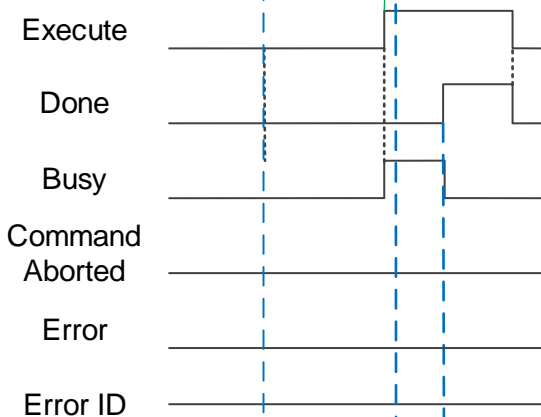 Execute
Done
Busy
Command
Aborted
Error
Error ID